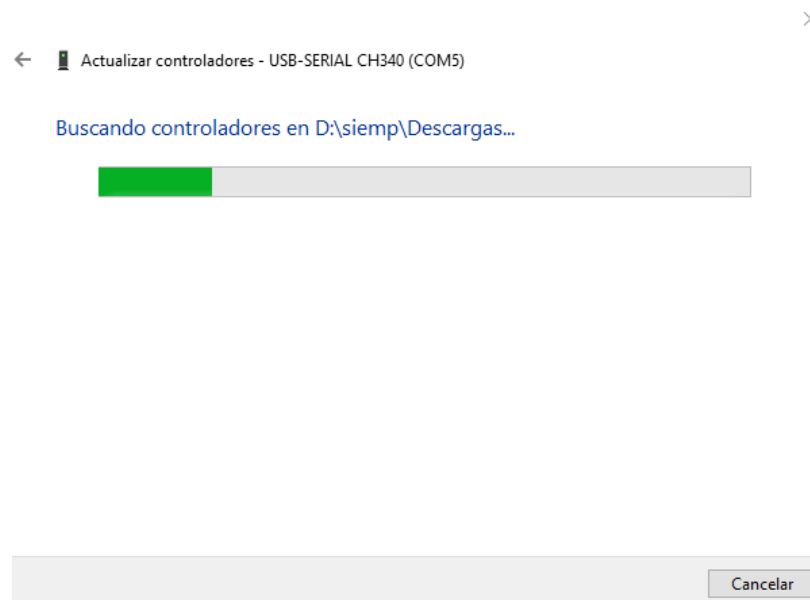 Actualizar controladores - USB-SERIAL CH340 (COM5)
Buscando controladores en D:\siemp\Descargas...
Cancelar